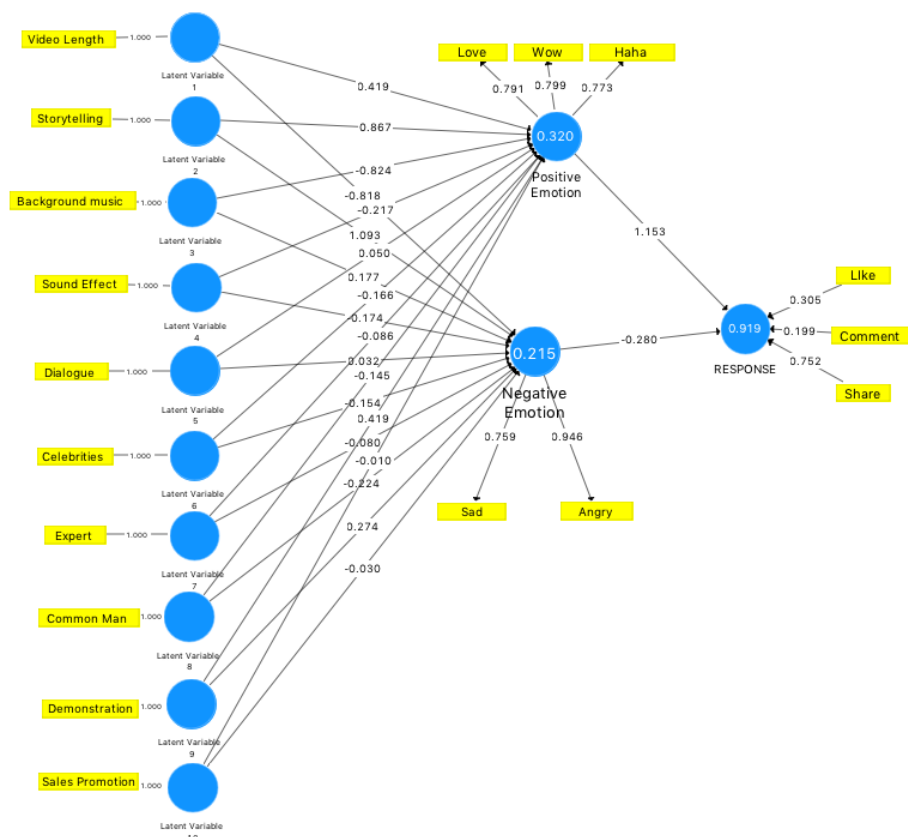 Video Length
1.000
Latent Variable
1
Storytelling
1.000
Latent Variable
2
Background music
1.000
Latent Variable
3
Sound Effect
1.000
Latent Variable
4
Dialogue
1.000
Latent Variable
5
Celebrities
1.000
Latent Variable
6
Expert
1.000
Latent Variable
7
Common Man
1.000
Latent Variable
8
Demonstration
1.000
Latent Variable
9
Sales Promotion
1.000
Latent Variable
0.419
0.867
-0.824
-0.818
-0.217
1.093
0.050
0.177
-0.166
-0.174
-0.086
0.032
-0.145
-0.154
0.419
-0.080
-0.010
-0.224
0.274
-0.030
Love
Wow
Haha
0.791
0.799
0.773
0.320
Positive
Emotion
1.153
0.215
Negative
Emotion
-0.280
0.759
0.946
Sad
Angry
0.919
RESPONSE
LIke
0.305
Comment
0.199
0.752
Share